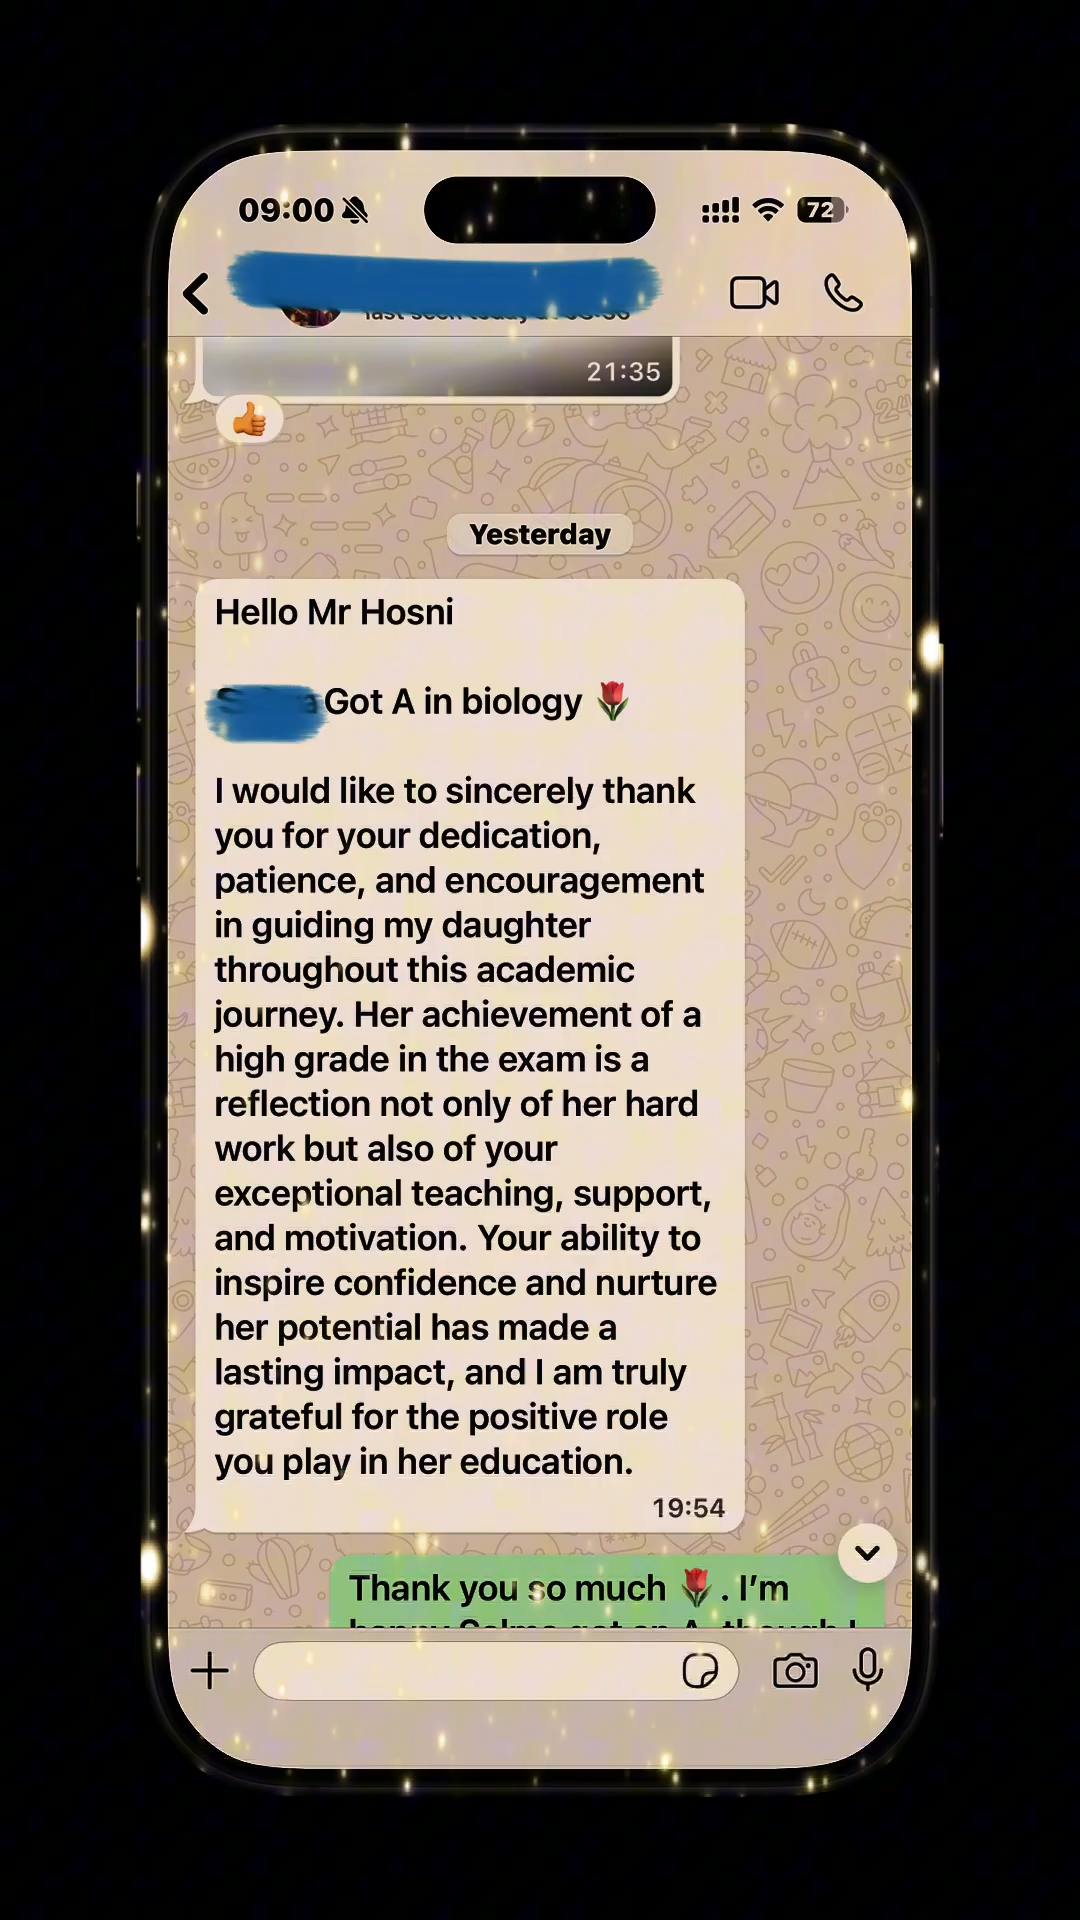 09:00
72
21:35
Yesterday
Hello Mr Hosni
Got A in biology 🌷
I would like to sincerely thank
you for your dedication,
patience, and encouragement
in guiding my daughter
throughout this academic
journey. Her achievement of a
high grade in the exam is a
reflection not only of her hard
work but also of your
exceptional teaching, support,
and motivation. Your ability to
inspire confidence and nurture
her potential has made a
lasting impact, and I am truly
grateful for the positive role
you play in her education.
19:54
Thank you so much 🌷. I’m